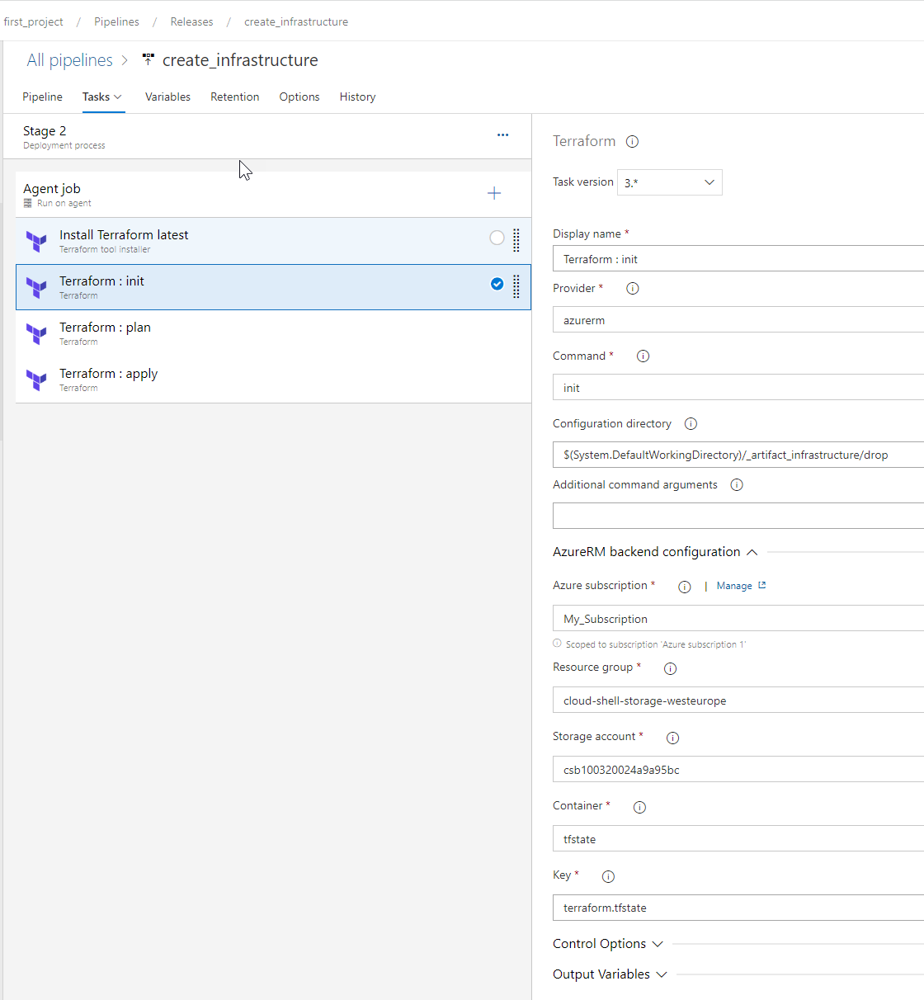 first_project / Pipelines / Releases / create_infrastructure
All pipelines > create_infrastructure
Pipeline Tasks Variables Retention Options History
Stage 2
Deployment process
Agent job
Run on agent
Install Terraform latest
Terraform tool installer
Terraform : init
Terraform
Terraform : plan
Terraform
Terraform : apply
Terraform
Terraform
Task version 3.*
Display name *
Terraform : init
Provider *
azurerm
Command *
init
Configuration directory
$(System.DefaultWorkingDirectory)/_artifact_infrastructure/drop
Additional command arguments
AzureRM backend configuration
Azure subscription * | Manage
My_Subscription
Scoped to subscription 'Azure subscription 1'
Resource group *
cloud-shell-storage-westeurope
Storage account *
csb100320024a9a95bc
Container *
tfstate
Key *
terraform.tfstate
Control Options
Output Variables